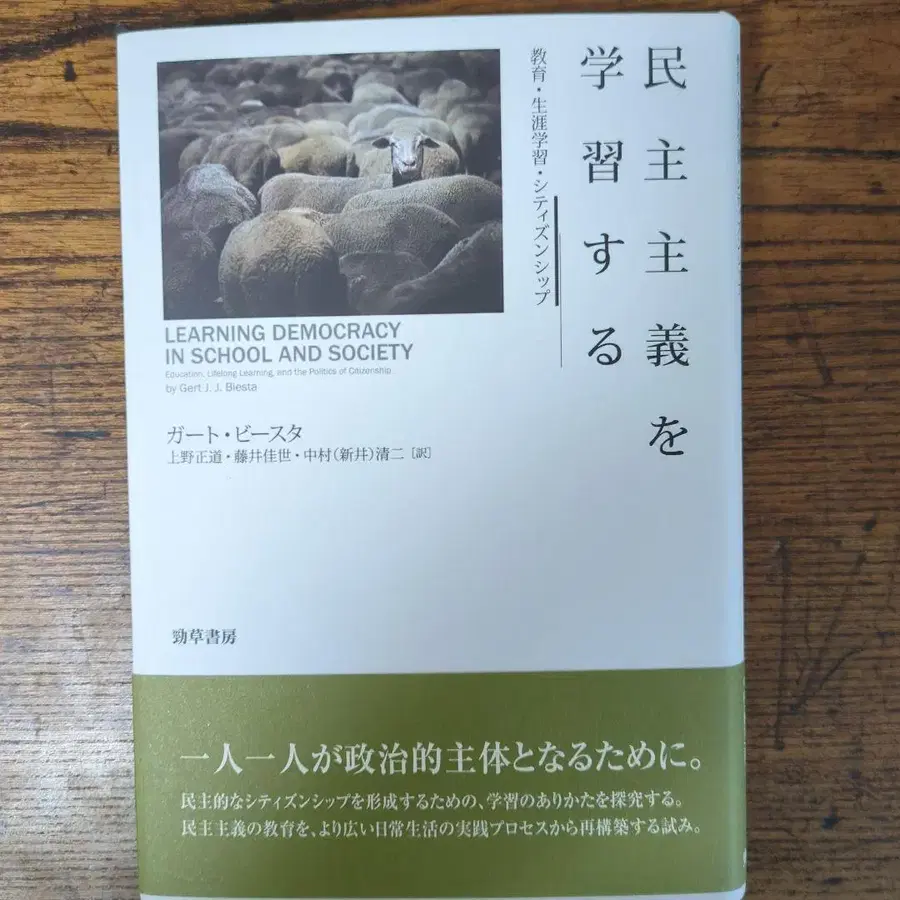 民主主義を
学習する
教育・生涯学習・シティズンシップ
LEARNING DEMOCRACY
IN SCHOOL AND SOCIETY
Education, Lifelong Learning, and the Politics of Citizenship
by Gert J. J. Biesta
ガート・ビースタ
上野正道・藤井佳世・中村(新井)清二[訳]
勁草書房
一人一人が政治的主体となるために。
民主的なシティズンシップを形成するための、学習のありかたを探究する。
民主主義の教育を、より広い日常生活の実践プロセスから再構築する試み。